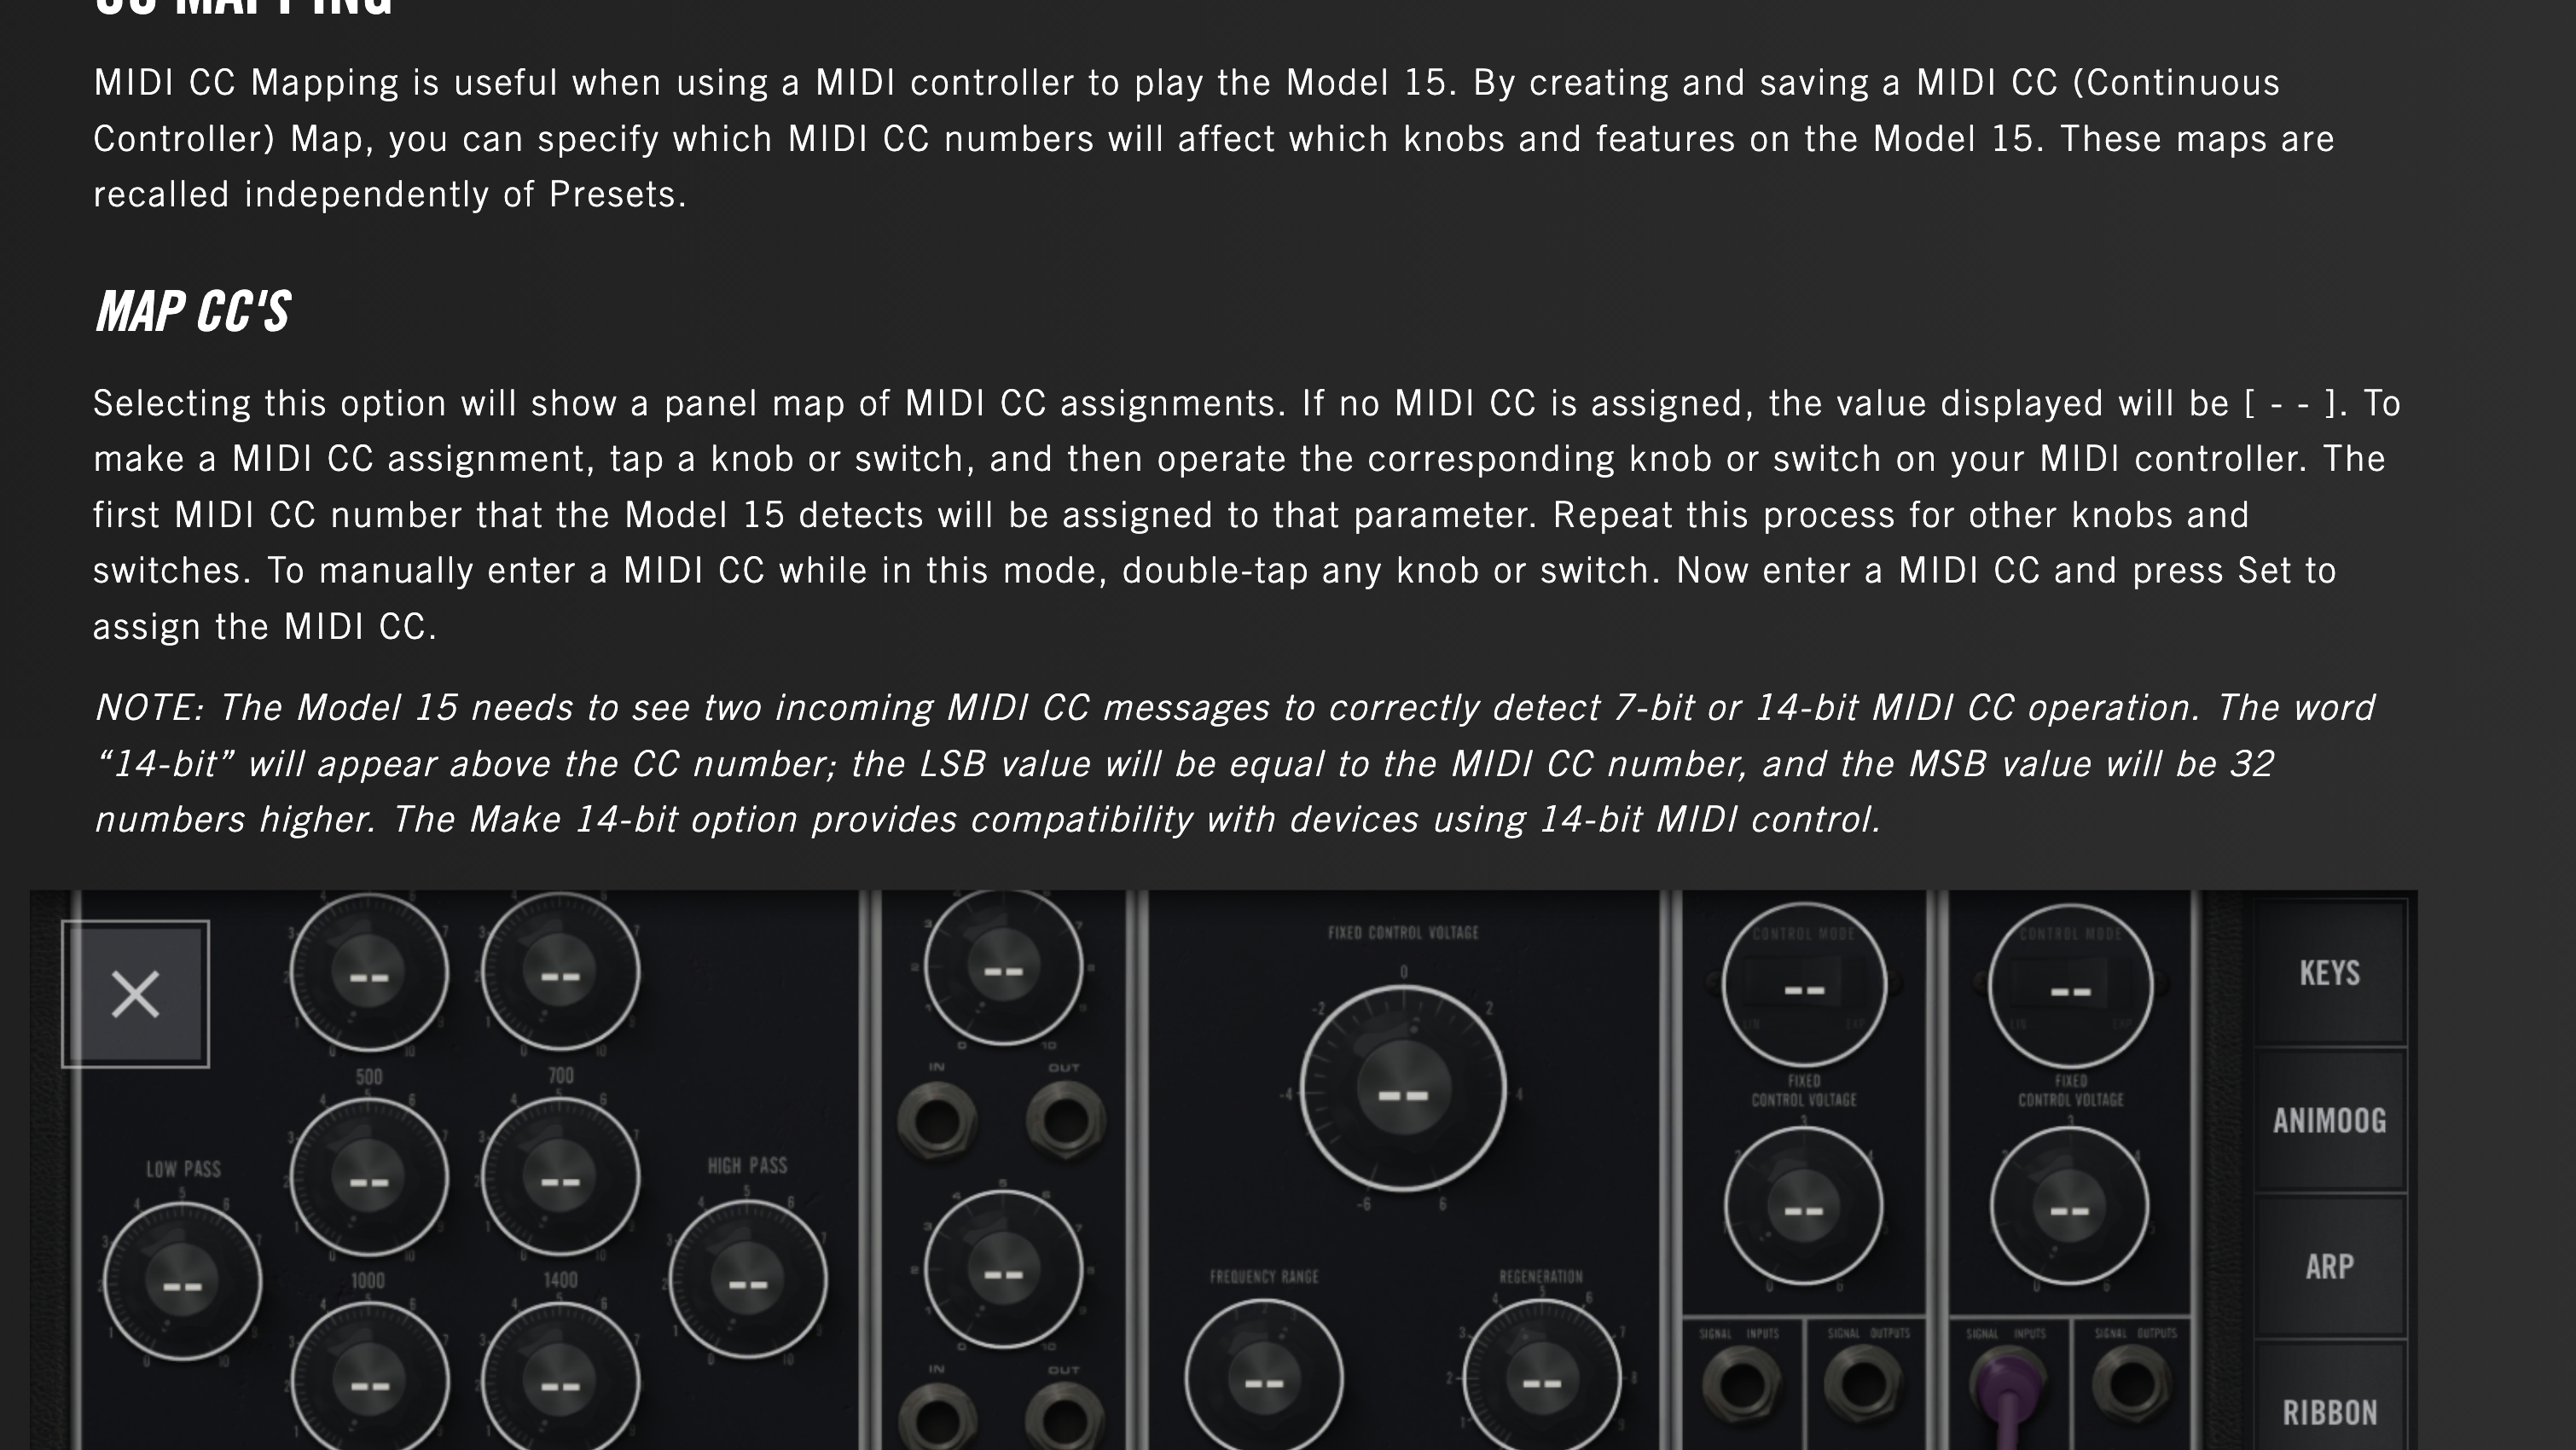 CC MAPPING
MIDI CC Mapping is useful when using a MIDI controller to play the Model 15. By creating and saving a MIDI CC (Continuous
Controller) Map, you can specify which MIDI CC numbers will affect which knobs and features on the Model 15. These maps are
recalled independently of Presets.
MAP CC'S
Selecting this option will show a panel map of MIDI CC assignments. If no MIDI CC is assigned, the value displayed will be [ - - ]. To
make a MIDI CC assignment, tap a knob or switch, and then operate the corresponding knob or switch on your MIDI controller. The
first MIDI CC number that the Model 15 detects will be assigned to that parameter. Repeat this process for other knobs and
switches. To manually enter a MIDI CC while in this mode, double-tap any knob or switch. Now enter a MIDI CC and press Set to
assign the MIDI CC.
NOTE: The Model 15 needs to see two incoming MIDI CC messages to correctly detect 7-bit or 14-bit MIDI CC operation. The word
“14-bit” will appear above the CC number; the LSB value will be equal to the MIDI CC number, and the MSB value will be 32
numbers higher. The Make 14-bit option provides compatibility with devices using 14-bit MIDI control.
FIXED CONTROL VOLTAGE
CONTROL MODE
CONTROL MODE
KEYS
0
-2 2
-4 4
-6 6
IN OUT
500 700
FIXED
CONTROL VOLTAGE
FIXED
CONTROL VOLTAGE
ANIMOOG
LOW PASS
HIGH PASS
1000 1400
FREQUENCY RANGE
REGENERATION
ARP
SIGNAL INPUTS
SIGNAL OUTPUTS
SIGNAL INPUTS
SIGNAL OUTPUTS
IN OUT
RIBBON